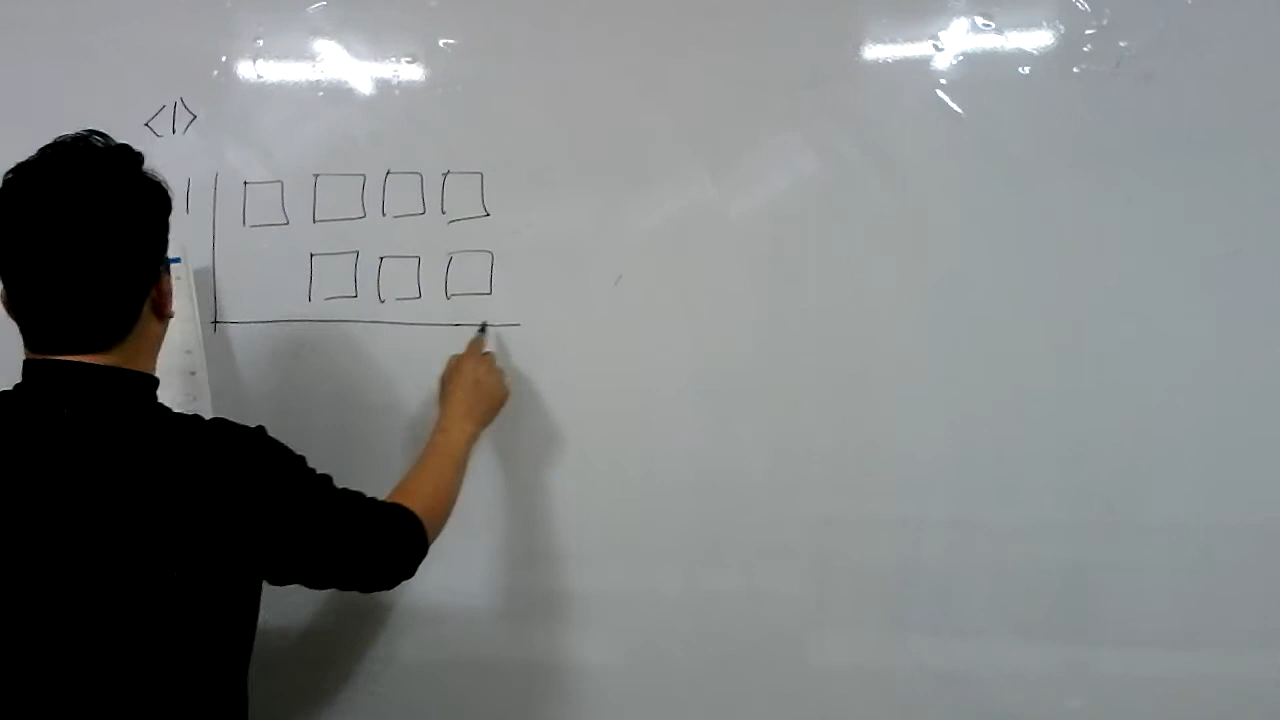 <1>
1 □ □ □ □
□ □ □